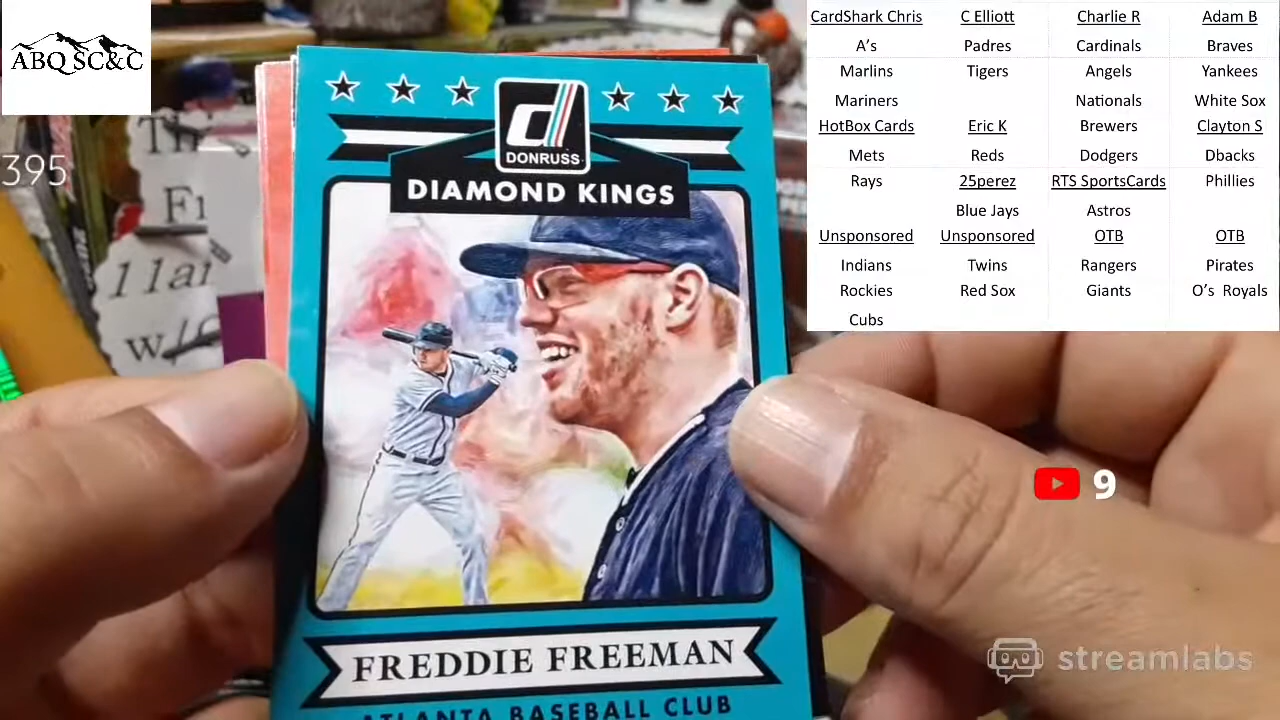 ABQ SC&C
395
11ar
w/
d
DONRUSS
DIAMOND KINGS
FREDDIE FREEMAN
ATLANTA BASEBALL CLUB
CardShark Chris C Elliott Charlie R Adam B
A's Padres Cardinals Braves
Marlins Tigers Angels Yankees
Mariners Nationals White Sox
HotBox Cards Eric K Brewers Clayton S
Mets Reds Dodgers Dbacks
Rays 25perez RTS SportsCards Phillies
Blue Jays Astros
Unsponsored Unsponsored OTB OTB
Indians Twins Rangers Pirates
Rockies Red Sox Giants O's Royals
Cubs
9
streamlabs